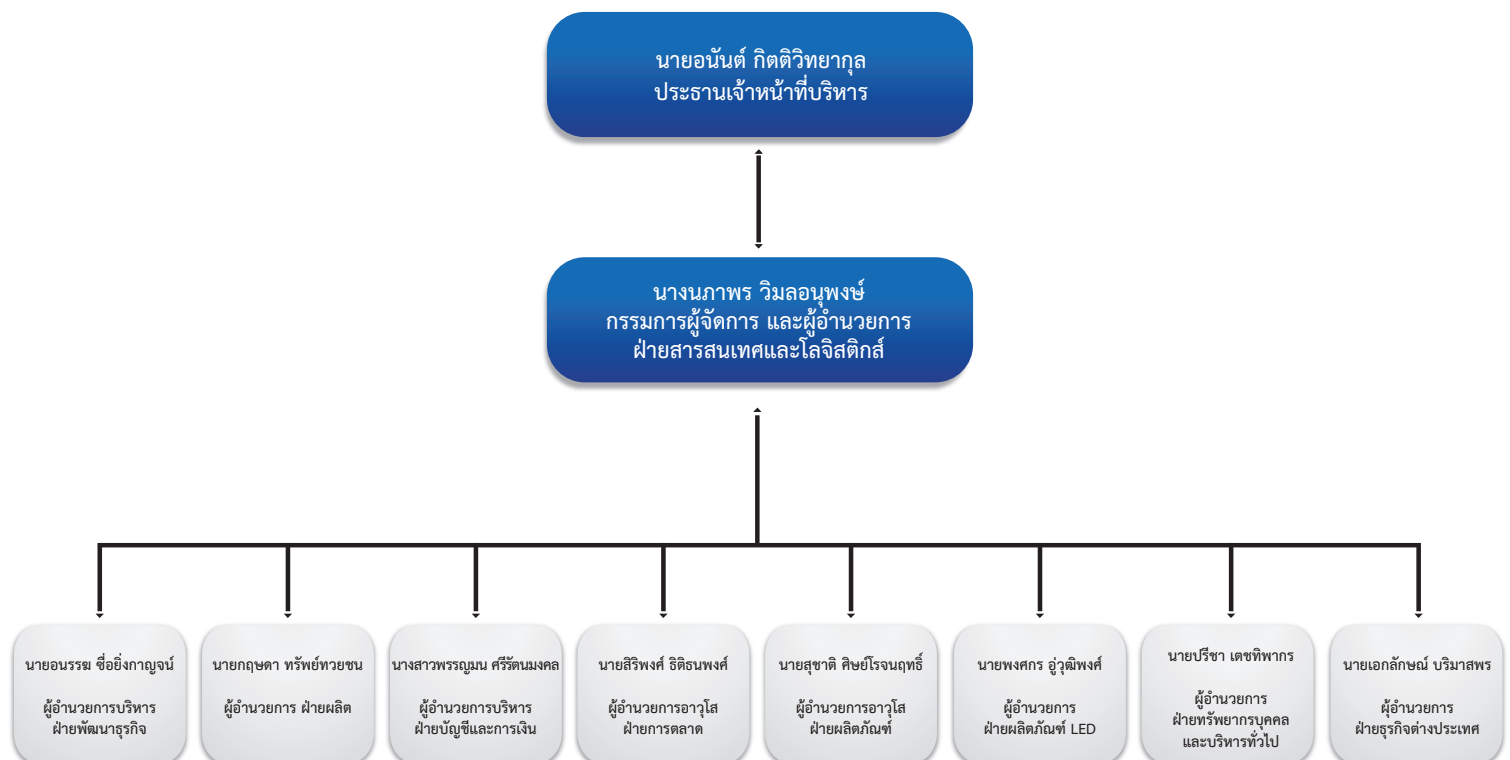 นายอนันต์ กิตติวิทยากุล
ประธานเจ้าหน้าที่บริหาร
นางนภาพร วิมลอนุพงษ์
กรรมการผู้จัดการ และผู้อำนวยการ
ฝ่ายสารสนเทศและโลจิสติกส์
นายอนรรฆ ซื่อยิ่งกาญจน์
ผู้อำนวยการบริหาร
ฝ่ายพัฒนาธุรกิจ
นายกฤษดา ทรัพย์ทวยชน
ผู้อำนวยการ ฝ่ายผลิต
นางสาวพรรญมน ศรีรัตนมงคล
ผู้อำนวยการบริหาร
ฝ่ายบัญชีและการเงิน
นายสิริพงศ์ ธิติธนพงศ์
ผู้อำนวยการอาวุโส
ฝ่ายการตลาด
นายสุชาติ ศิษย์โรจนฤทธิ์
ผู้อำนวยการอาวุโส
ฝ่ายผลิตภัณฑ์
นายพงศกร อู่วุฒิพงศ์
ผู้อำนวยการ
ฝ่ายผลิตภัณฑ์ LED
นายปรีชา เตชทิพากร
ผู้อำนวยการ
ฝ่ายทรัพยากรบุคคล
และบริหารทั่วไป
นายเอกลักษณ์ บริมาสพร
ผู้อำนวยการ
ฝ่ายธุรกิจต่างประเทศ